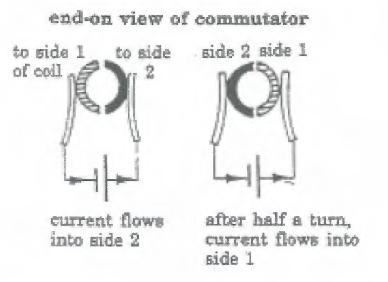 end-on view of commutator
to side 1 to side
of coil 2
side 2 side 1
current flows
into side 2
after half a turn,
current flows into
side 1